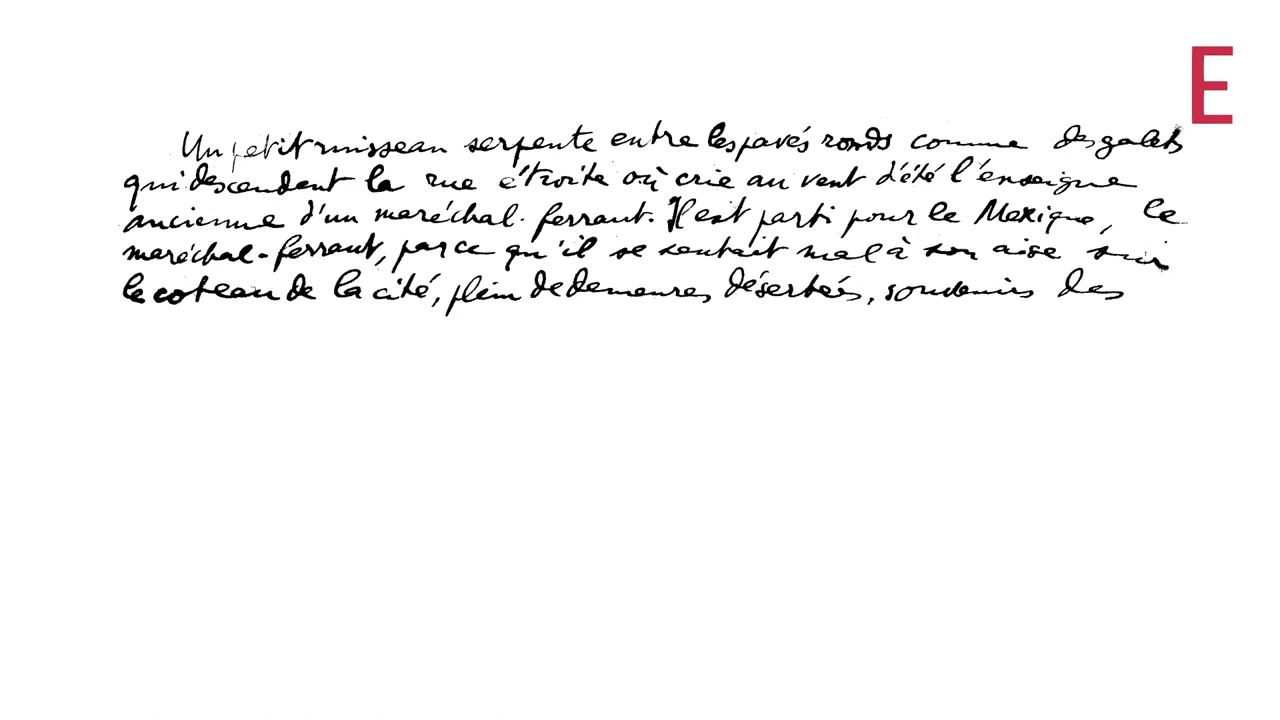 E
Un petit ruisseau serpente entre les pavés ronds comme des galets
qui descendent la rue étroite où crie au vent d'été l'enseigne
ancienne d'un maréchal-ferrant. Il est parti pour le Mexique, le
maréchal-ferrant, parce qu'il se sentait mal à son aise sur
le coteau de la cité, plein de demeures désertées, souvenirs des